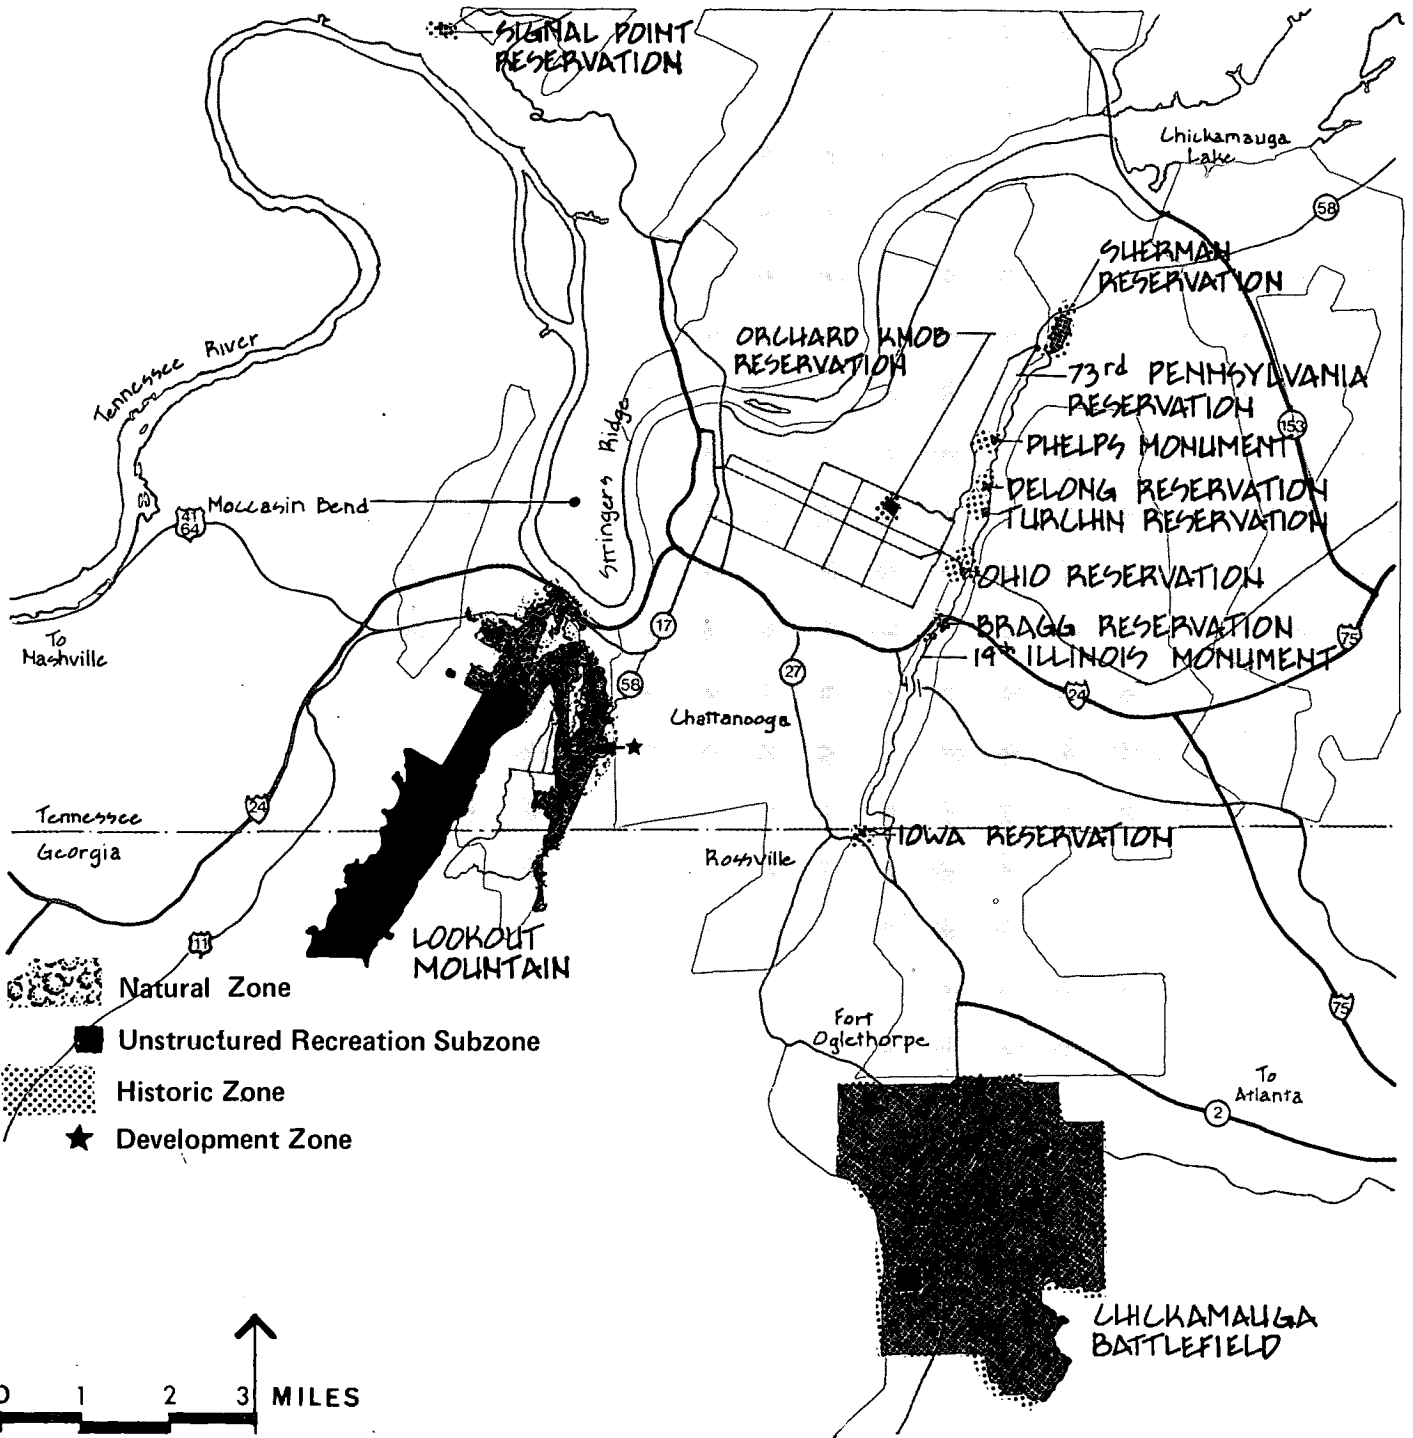 SIGNAL POINT
RESERVATION
Chickamauga
Lake
58
SHERMAN
RESERVATION
Tennessee River
ORCHARD KNOB
RESERVATION
73rd PENNSYLVANIA
RESERVATION
153
Stringers Ridge
PHELPS MONUMENT
Moccasin Bend
DELONG RESERVATION
TURCHIN RESERVATION
41
64
OHIO RESERVATION
To
Nashville
17
BRAGG RESERVATION
75
19th ILLINOIS MONUMENT
27
58
24
Chattanooga
24
Tennessee
Georgia
IOWA RESERVATION
Rossville
LOOKOUT
MOUNTAIN
11
Natural Zone
75
Unstructured Recreation Subzone
Fort
Oglethorpe
Historic Zone
To
Atlanta
2
Development Zone
CHICKAMAUGA
BATTLEFIELD
0 1 2 3 MILES